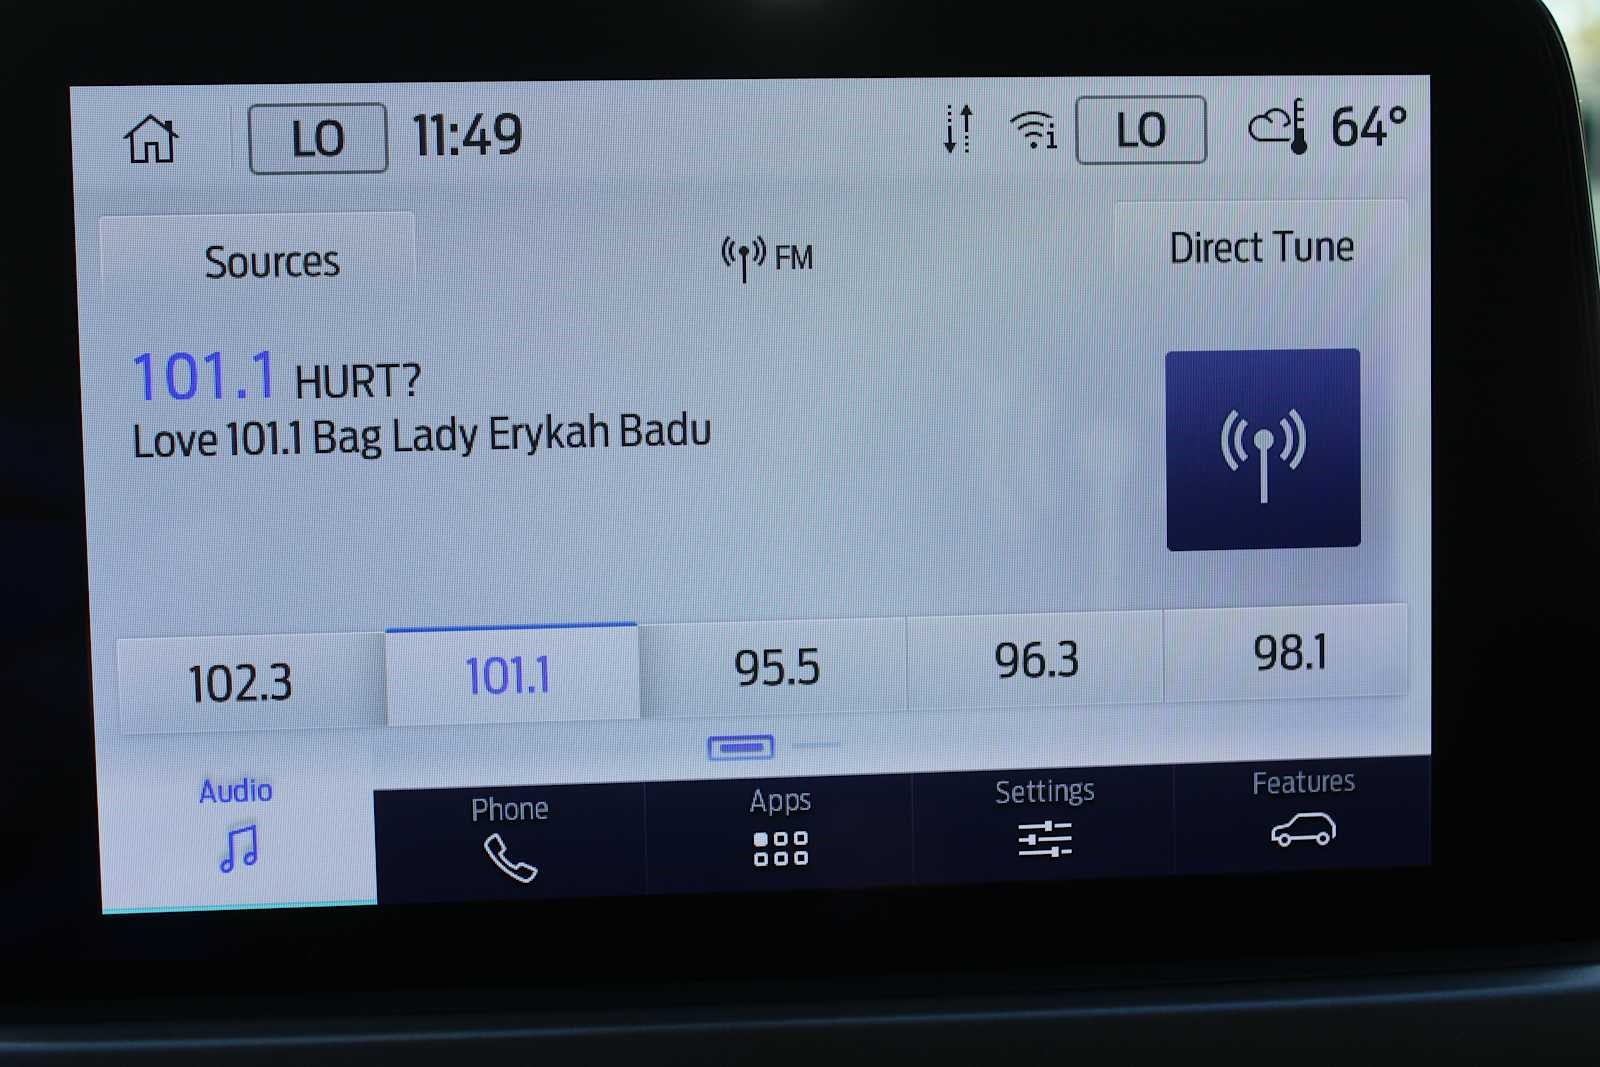 LO 11:49 LO 64°
Sources FM Direct Tune
101.1 HURT?
Love 101.1 Bag Lady Erykah Badu
102.3 101.1 95.5 96.3 98.1
Audio Phone Apps Settings Features